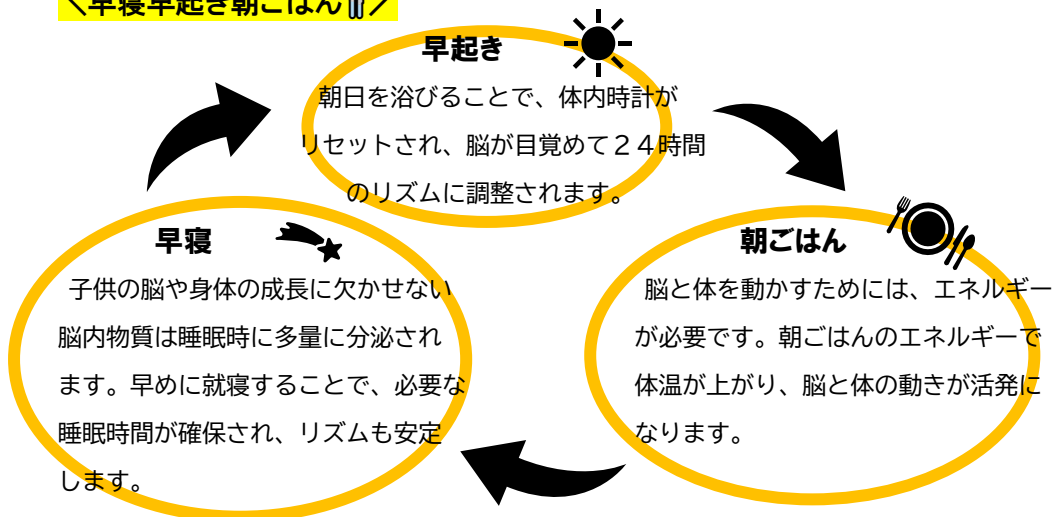 ＼早寝早起き朝ごはん🍴／
早起き
朝日を浴びることで、体内時計が
リセットされ、脳が目覚めて２４時間
のリズムに調整されます。
早寝
子供の脳や身体の成長に欠かせない
脳内物質は睡眠時に多量に分泌され
ます。早めに就寝することで、必要な
睡眠時間が確保され、リズムも安定
します。
朝ごはん
脳と体を動かすためには、エネルギー
が必要です。朝ごはんのエネルギーで
体温が上がり、脳と体の動きが活発に
なります。